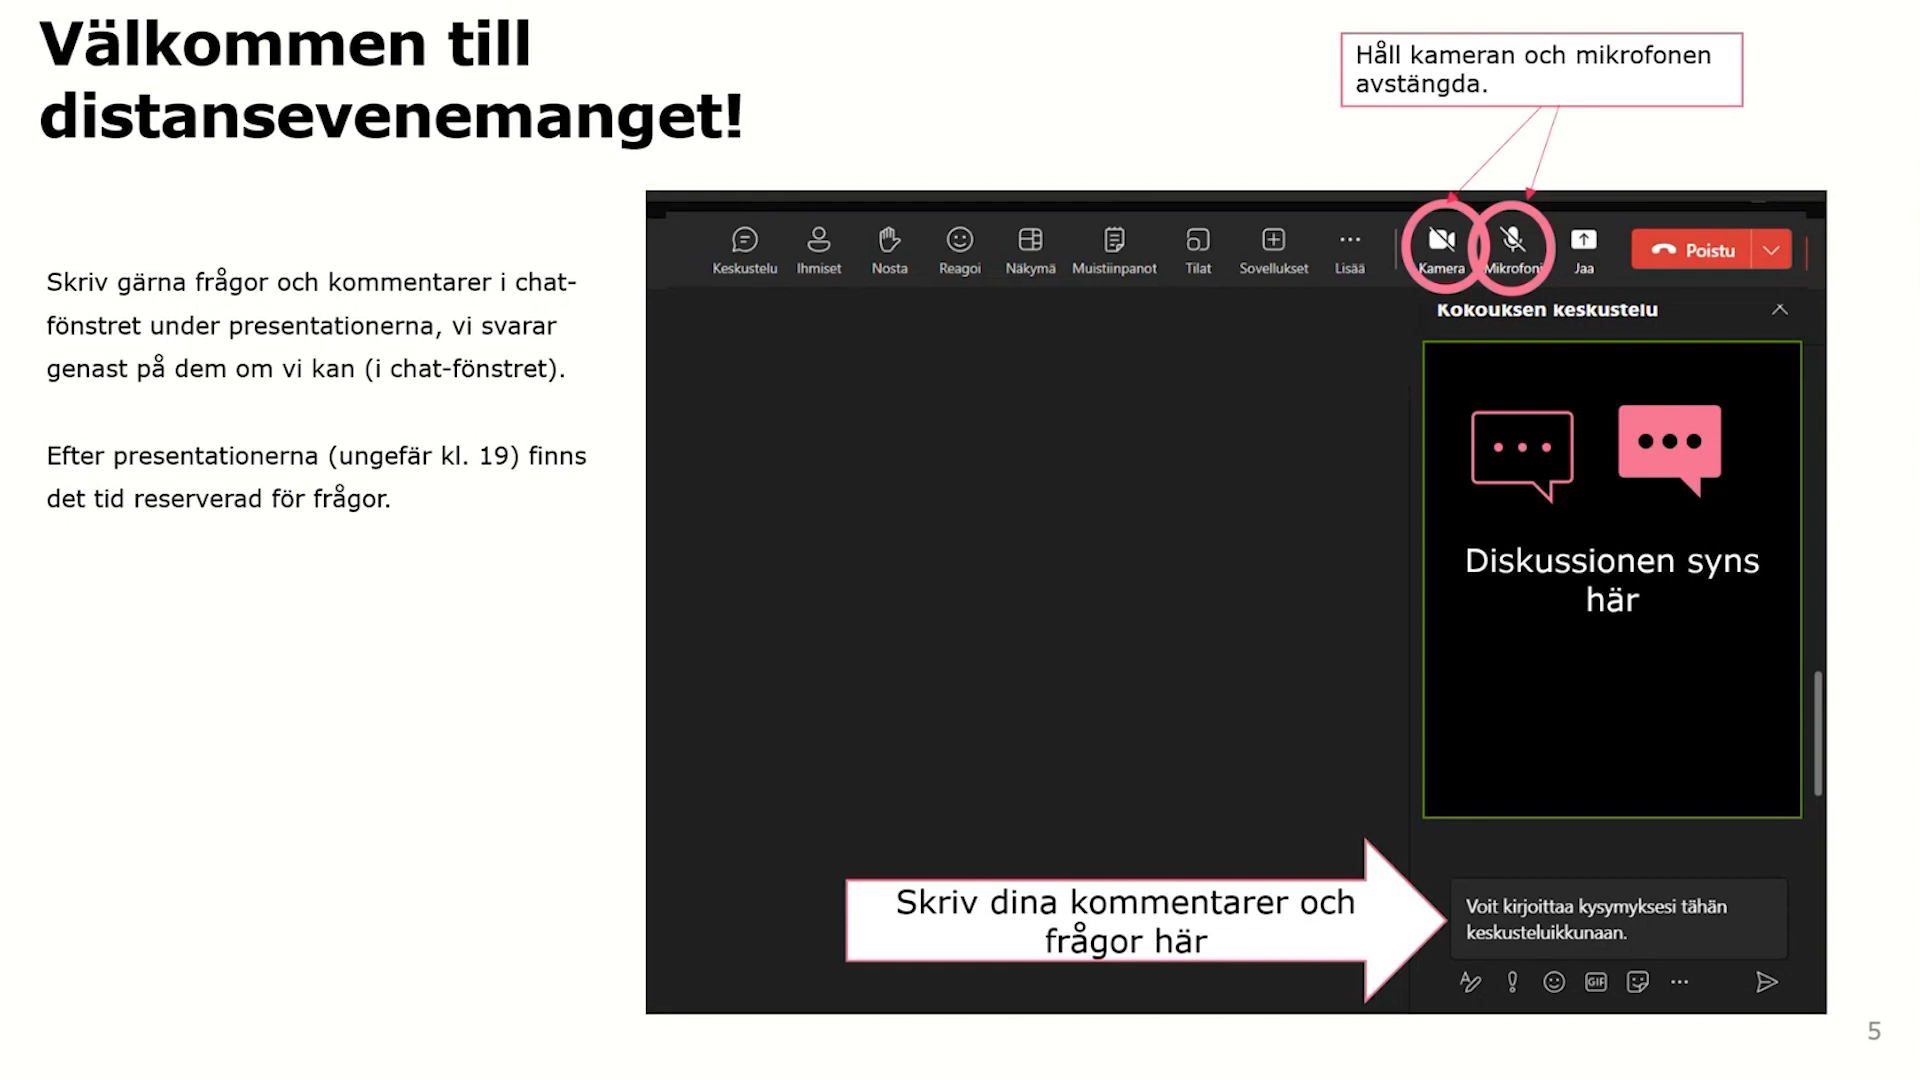 Välkommen till
distansevenemanget!
Håll kameran och mikrofonen
avstängda.
Skriv gärna frågor och kommentarer i chat-
fönstret under presentationerna, vi svarar
genast på dem om vi kan (i chat-fönstret).
Efter presentationerna (ungefär kl. 19) finns
det tid reserverad för frågor.
Keskustelu Ihmiset Nosta Reagoi Näkymä Muistiinpanot Tilat Sovellukset Lisää Kamera Mikrofoni Jaa Poistu
Kokouksen keskustelu
Diskussionen syns
här
Skriv dina kommentarer och
frågor här
Voit kirjoittaa kysymyksesi tähän
keskusteluikkunaan.
GIF
5